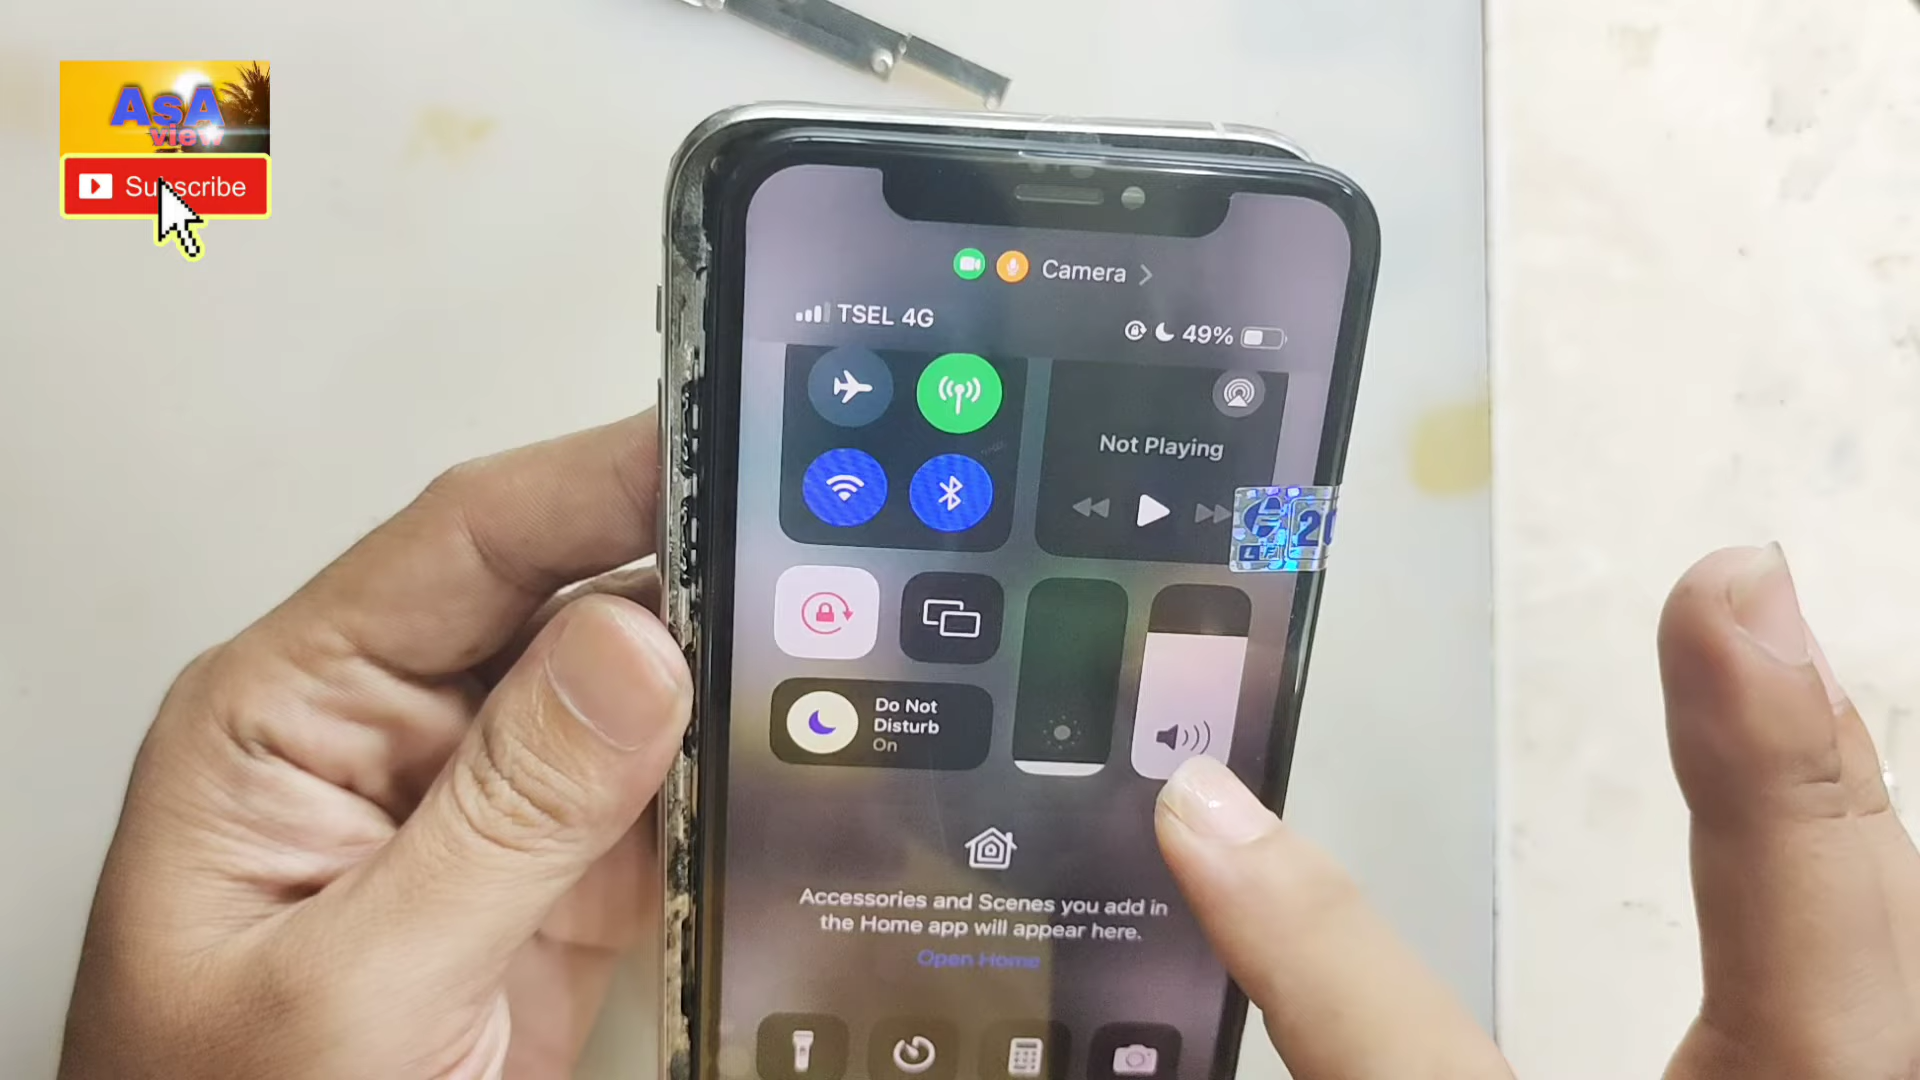 AsA
view
Subscribe
Camera
TSEL 4G
49%
Not Playing
20
L
Do Not
Disturb
On
Accessories and Scenes you add in
the Home app will appear here.
Open Home